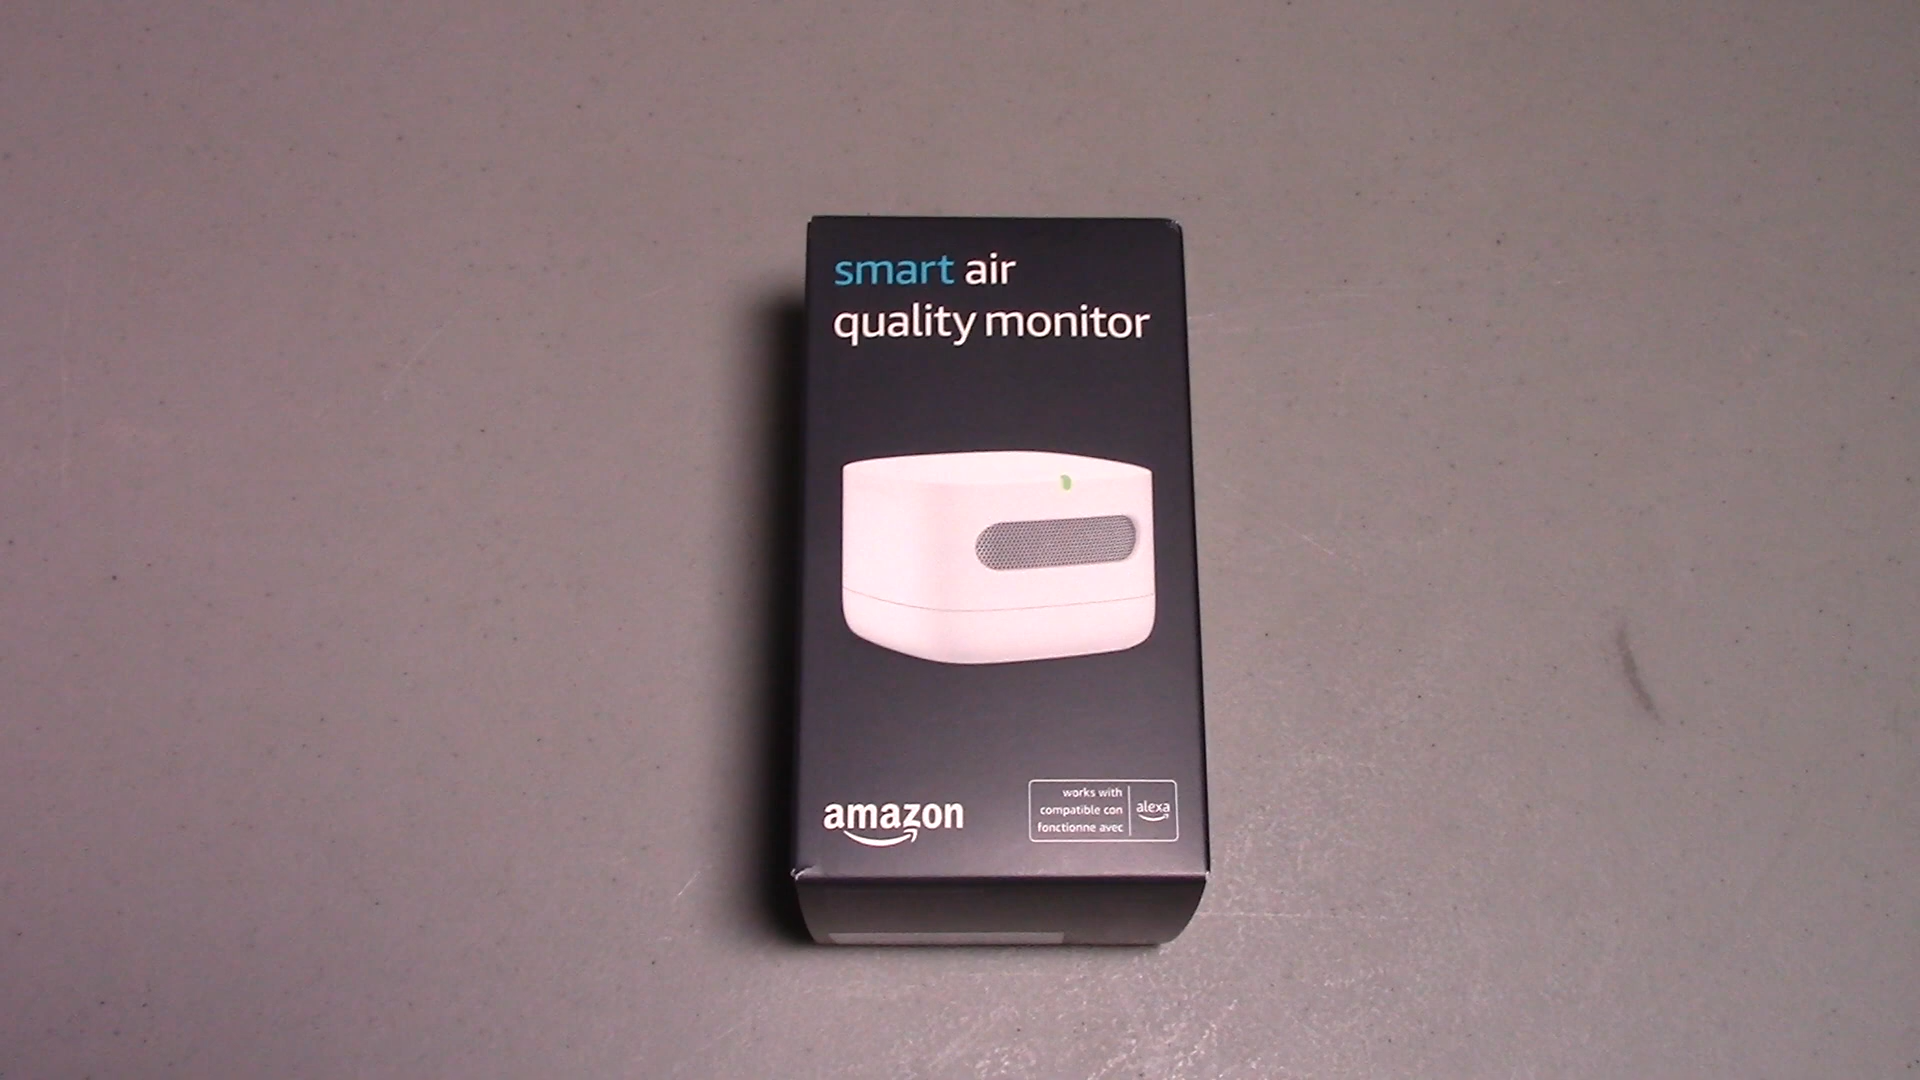 smart air
quality monitor
amazon
works with
compatible con
fonctionne avec
alexa